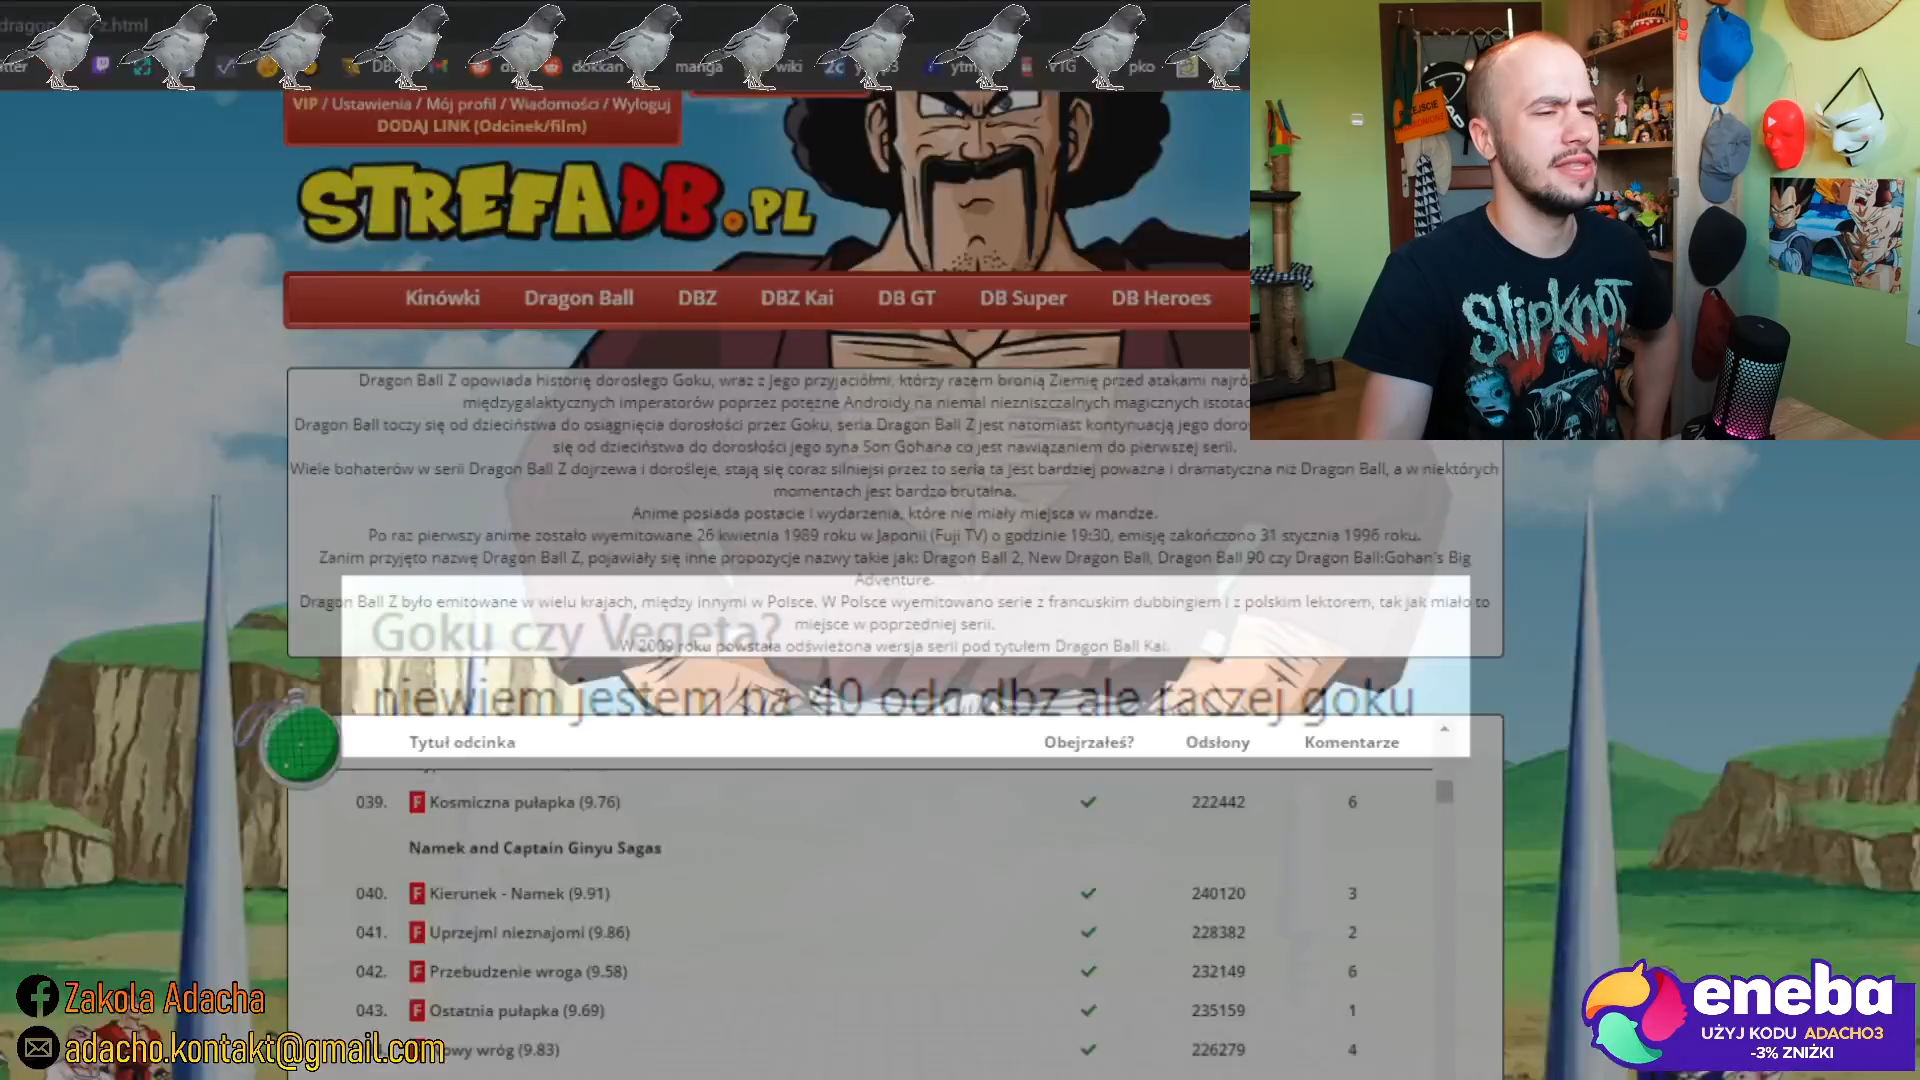 dragon
z.html
tter
dokkan
manga
wiki
VTG
pko
VIP / Ustawienia / Mój profil / Wiadomości / Wyloguj
DODAJ LINK (Odcinek/film)
STREFADB.PL
Kinówki Dragon Ball DBZ DBZ Kai DB GT DB Super DB Heroes
Dragon Ball Z opowiada historię dorosłego Goku, wraz z jego przyjaciółmi, którzy razem bronią Ziemię przed atakami najró
międzygalaktycznych imperatorów poprzez potężne Androidy na niemal niezniszczalnych magicznych istotac
Dragon Ball toczy się od dzieciństwa do osiągnięcia dorosłości przez Goku, seria Dragon Ball Z jest natomiast kontynuacją jego doro
się od dzieciństwa do dorosłości jego syna Son Gohana co jest nawiązaniem do pierwszej serii.
Wiele bohaterów w serii Dragon Ball Z dojrzewa i dorośleje, stają się coraz silniejsi przez to seria ta jest bardziej poważna i dramatyczna niż Dragon Ball, a w niektórych
momentach jest bardzo brutalna.
Anime posiada postacie i wydarzenia, które nie miały miejsca w mandze.
Po raz pierwszy anime zostało wyemitowane 26 kwietnia 1989 roku w Japonii (Fuji TV) o godzinie 19:30, emisję zakończono 31 stycznia 1996 roku.
Zanim przyjęto nazwę Dragon Ball Z, pojawiały się inne propozycje nazwy takie jak: Dragon Ball 2, New Dragon Ball, Dragon Ball 90 czy Dragon Ball:Gohan's Big
Adventure.
Dragon Ball Z było emitowane w wielu krajach, między innymi w Polsce. W Polsce wyemitowano serie z francuskim dubbingiem i z polskim lektorem, tak jak miało to
miejsce w poprzedniej serii.
W 2009 roku powstała odświeżona wersja serii pod tytułem Dragon Ball Kai.
Goku czy Vegeta?
niewiem jestem na 40 odc dbz ale raczej goku
Tytuł odcinka Obejrzałeś? Odsłony Komentarze
039. F Kosmiczna pułapka (9.76) 222442 6
Namek and Captain Ginyu Sagas
040. F Kierunek - Namek (9.91) 240120 3
041. F Uprzejmi nieznajomi (9.86) 228382 2
042. F Przebudzenie wroga (9.58) 232149 6
043. F Ostatnia pułapka (9.69) 235159 1
owy wróg (9.83) 226279 4
Zakola Adacha
adacho.kontakt@gmail.com
Slipknot
eneba
UŻYJ KODU ADACHO3
-3% ZNIŻKI